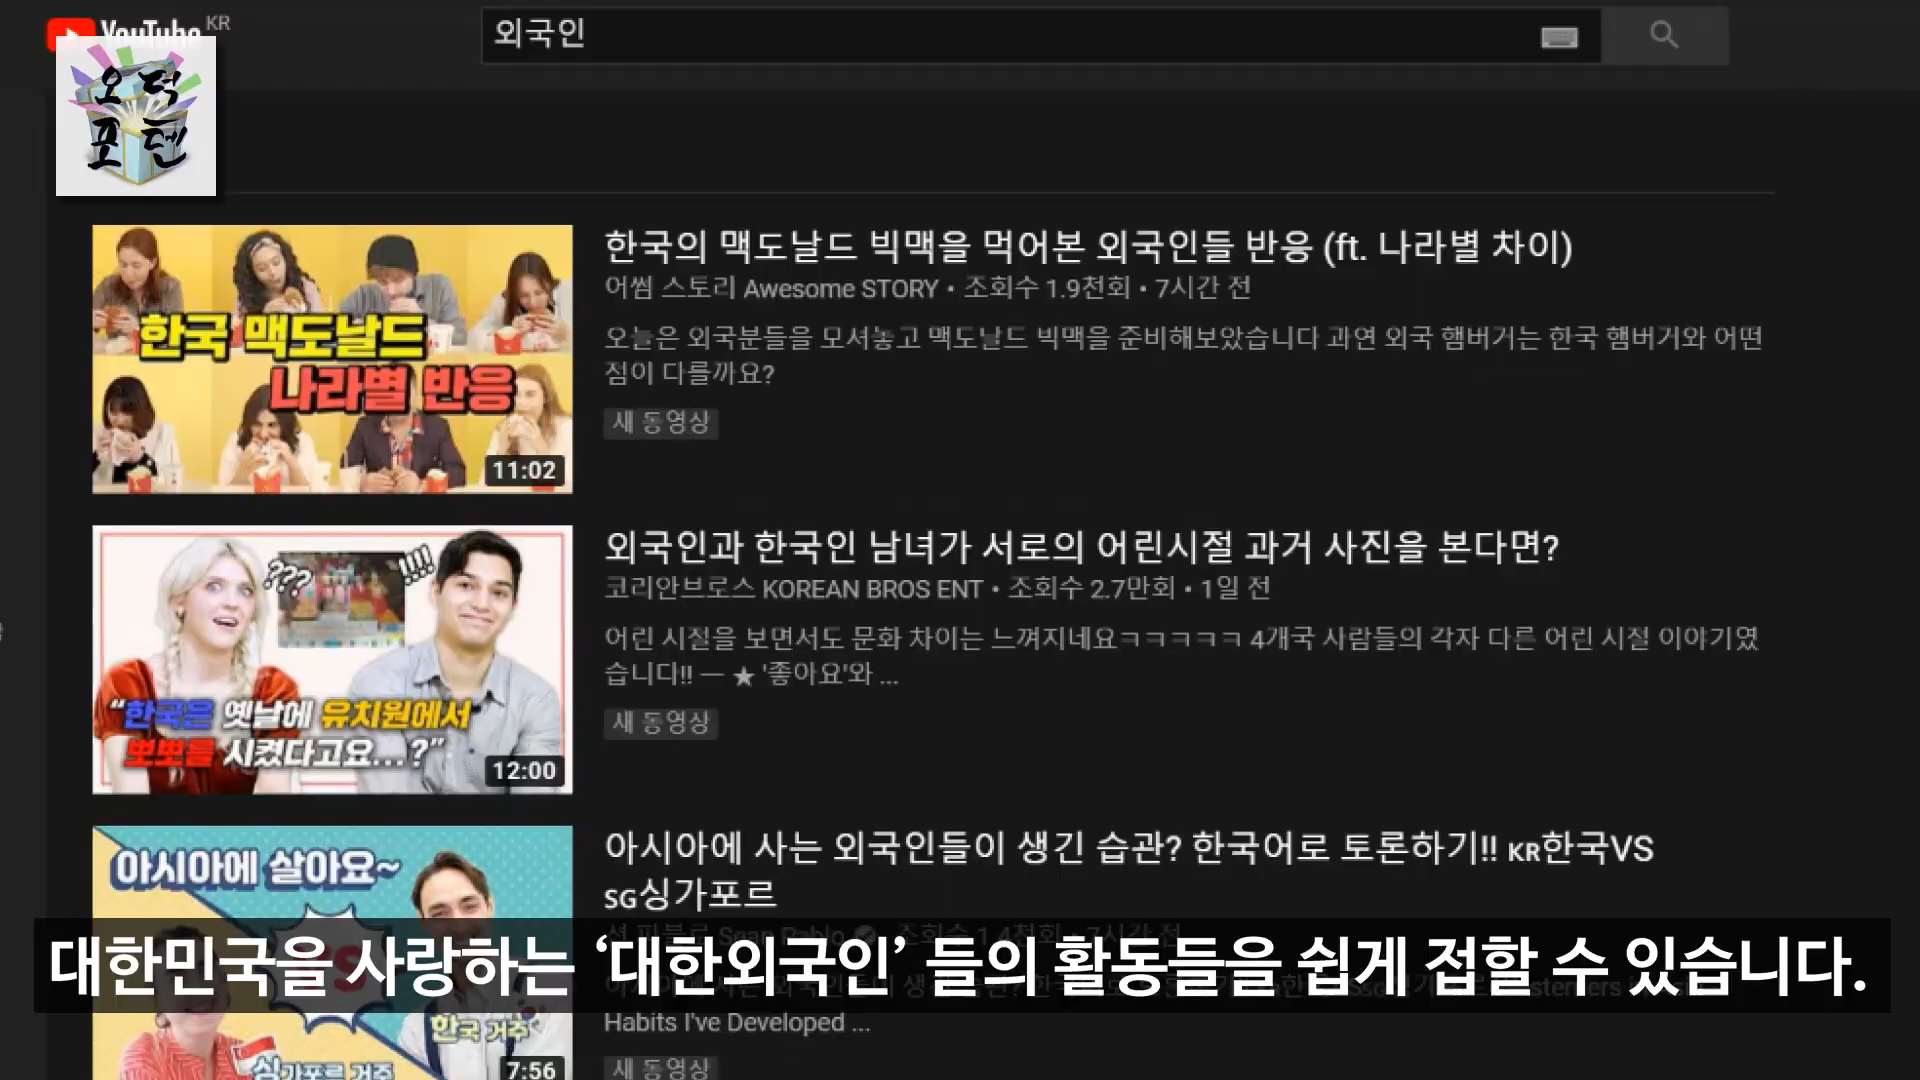 YouTube KR
외국인
오덕
포텐
한국의 맥도날드 빅맥을 먹어본 외국인들 반응 (ft. 나라별 차이)
어썸 스토리 Awesome STORY • 조회수 1.9천회 • 7시간 전
오늘은 외국분들을 모셔놓고 맥도날드 빅맥을 준비해보았습니다 과연 외국 햄버거는 한국 햄버거와 어떤
점이 다를까요?
새 동영상
한국 맥도날드
나라별 반응
11:02
외국인과 한국인 남녀가 서로의 어린시절 과거 사진을 본다면?
코리안브로스 KOREAN BROS ENT • 조회수 2.7만회 • 1일 전
어린 시절을 보면서도 문화 차이는 느껴지네요ㅋㅋㅋㅋㅋ 4개국 사람들의 각자 다른 어린 시절 이야기였
습니다!! — ★ '좋아요'와 ...
새 동영상
???
!!!!
“한국은 옛날에 유치원에서
뽀뽀를 시켰다고요...?”
12:00
아시아에 사는 외국인들이 생긴 습관? 한국어로 토론하기!! KR한국VS
SG싱가포르
아시아에 살아요~
VS
대한민국을 사랑하는 ‘대한외국인’ 들의 활동들을 쉽게 접할 수 있습니다.
Habits I've Developed ...
새 동영상
한국 거주
싱가포르 거주
7:56